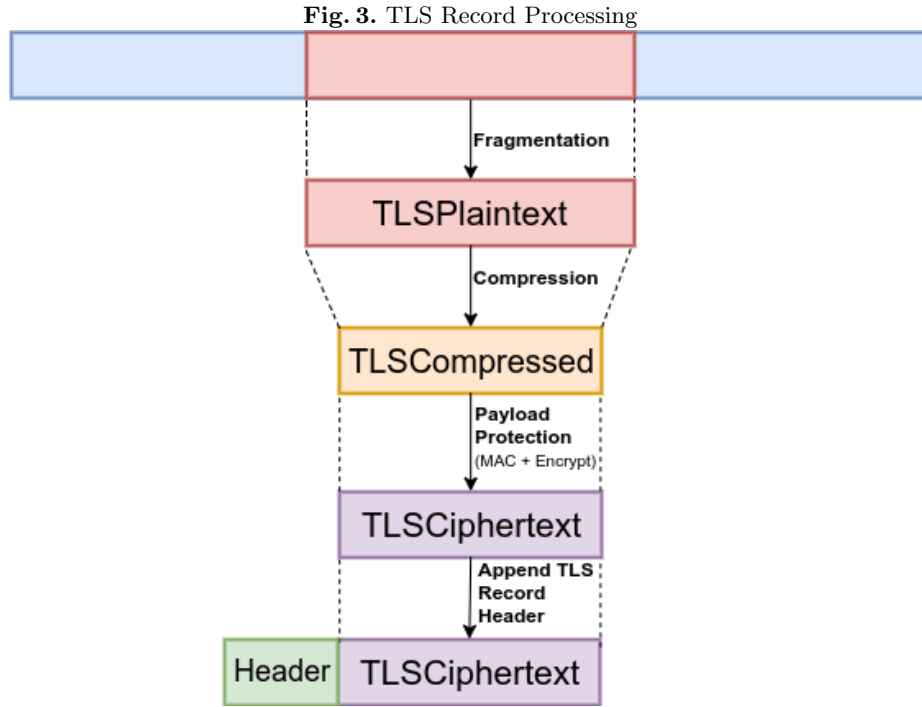 Fig. 3. TLS Record Processing
Fragmentation
TLSPlaintext
Compression
TLSCompressed
Payload
Protection
(MAC + Encrypt)
TLSCiphertext
Append TLS
Record
Header
Header
TLSCiphertext